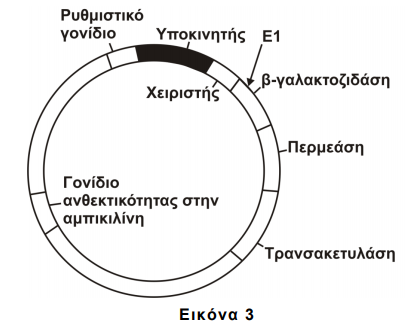 Ρυθμιστικό
γονίδιο
Υποκινητής
Ε1
Χειριστής
β-γαλακτοζιδάση
Περμεάση
Γονίδιο
ανθεκτικότητας στην
αμπικιλίνη
Τρανσακετυλάση
Εικόνα 3